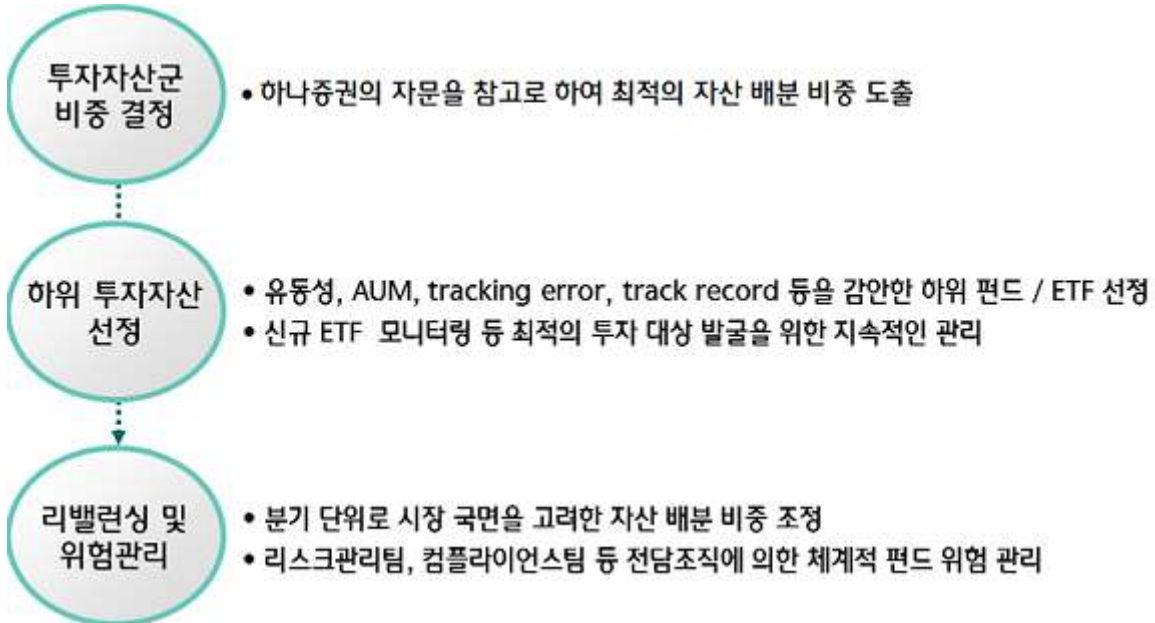 투자자산군
비중 결정
• 하나증권의 자문을 참고로 하여 최적의 자산 배분 비중 도출
하위 투자자산
선정
• 유동성, AUM, tracking error, track record 등을 감안한 하위 펀드 / ETF 선정
• 신규 ETF 모니터링 등 최적의 투자 대상 발굴을 위한 지속적인 관리
리밸런싱 및
위험관리
• 분기 단위로 시장 국면을 고려한 자산 배분 비중 조정
• 리스크관리팀, 컴플라이언스팀 등 전담조직에 의한 체계적 펀드 위험 관리